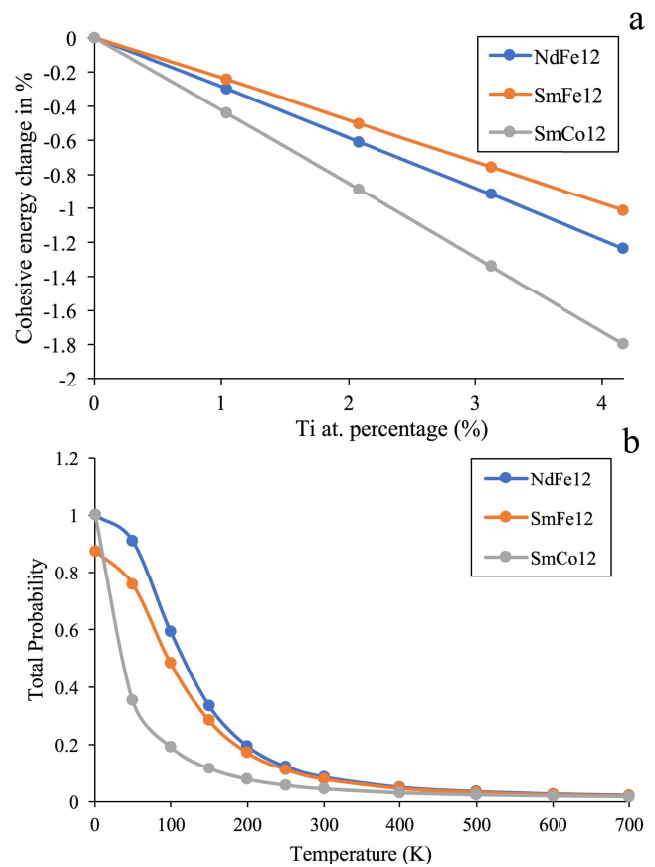 a
0
-0.2
-0.4
-0.6
-0.8
-1
-1.2
-1.4
-1.6
-1.8
-2
Cohesive energy change in %
NdFe12
SmFe12
SmCo12
0 1 2 3 4
Ti at. percentage (%)
b
1.2
1
0.8
0.6
0.4
0.2
0
Total Probability
NdFe12
SmFe12
SmCo12
0 100 200 300 400 500 600 700
Temperature (K)